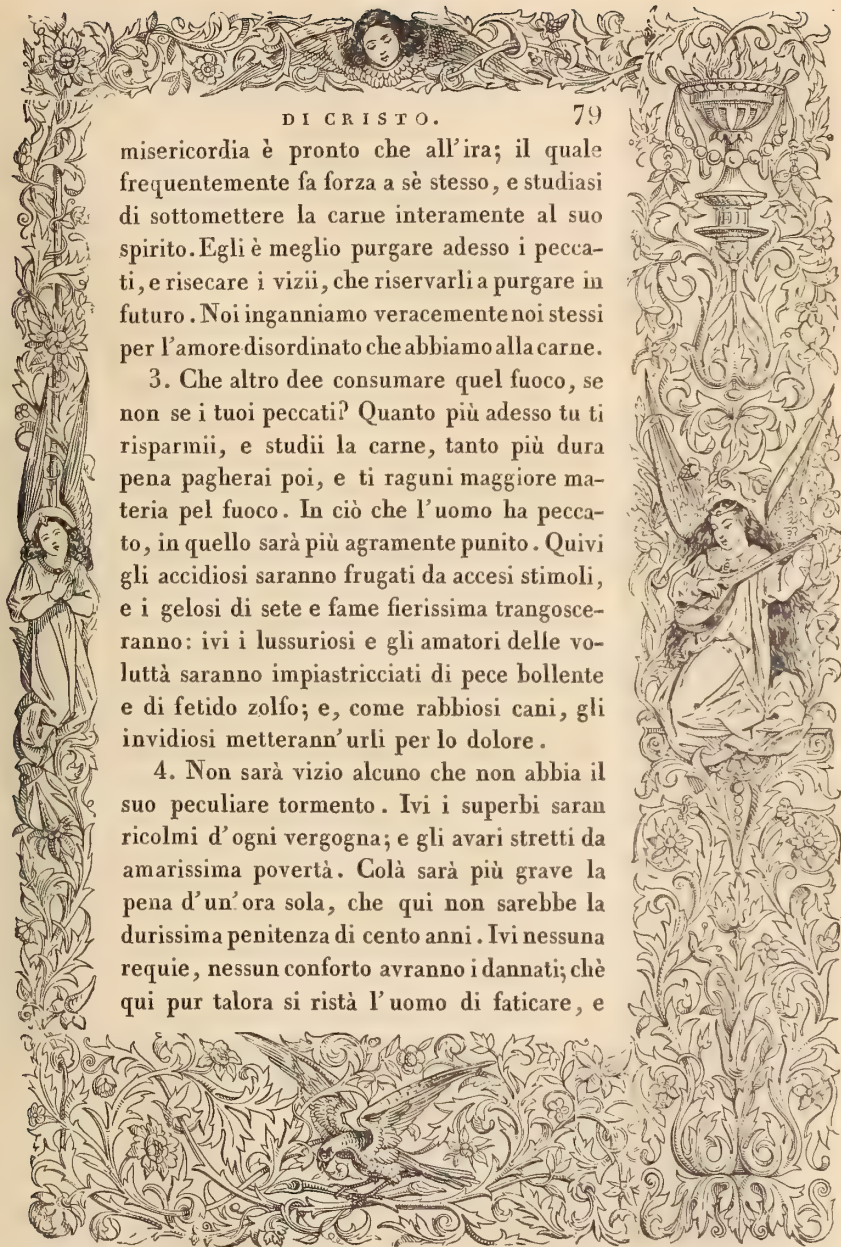 DI CRISTO. 79
misericordia è pronto che all'ira; il quale
frequentemente fa forza a sè stesso, e studiasi
di sottomettere la carne interamente al suo
spirito. Egli è meglio purgare adesso i pecca-
ti, e risecare i vizii, che riservarli a purgare in
futuro. Noi inganniamo veracemente noi stessi
per l'amore disordinato che abbiamo alla carne.
3. Che altro dee consumare quel fuoco, se
non se i tuoi peccati? Quanto più adesso tu ti
risparmii, e studii la carne, tanto più dura
pena pagherai poi, e ti raguni maggiore ma-
teria pel fuoco. In ciò che l'uomo ha pecca-
to, in quello sarà più agramente punito. Quivi
gli accidiosi saranno frugati da accesi stimoli,
e i gelosi di sete e fame fierissima trangosce-
ranno: ivi i lussuriosi e gli amatori delle vo-
luttà saranno impiastricciati di pece bollente
e di fetido zolfo; e, come rabbiosi cani, gli
invidiosi metterann'urli per lo dolore.
4. Non sarà vizio alcuno che non abbia il
suo peculiare tormento. Ivi i superbi saran
ricolmi d'ogni vergogna; e gli avari stretti da
amarissima povertà. Colà sarà più grave la
pena d'un'ora sola, che qui non sarebbe la
durissima penitenza di cento anni. Ivi nessuna
requie, nessun conforto avranno i dannati; chè
qui pur talora si ristà l'uomo di faticare, e